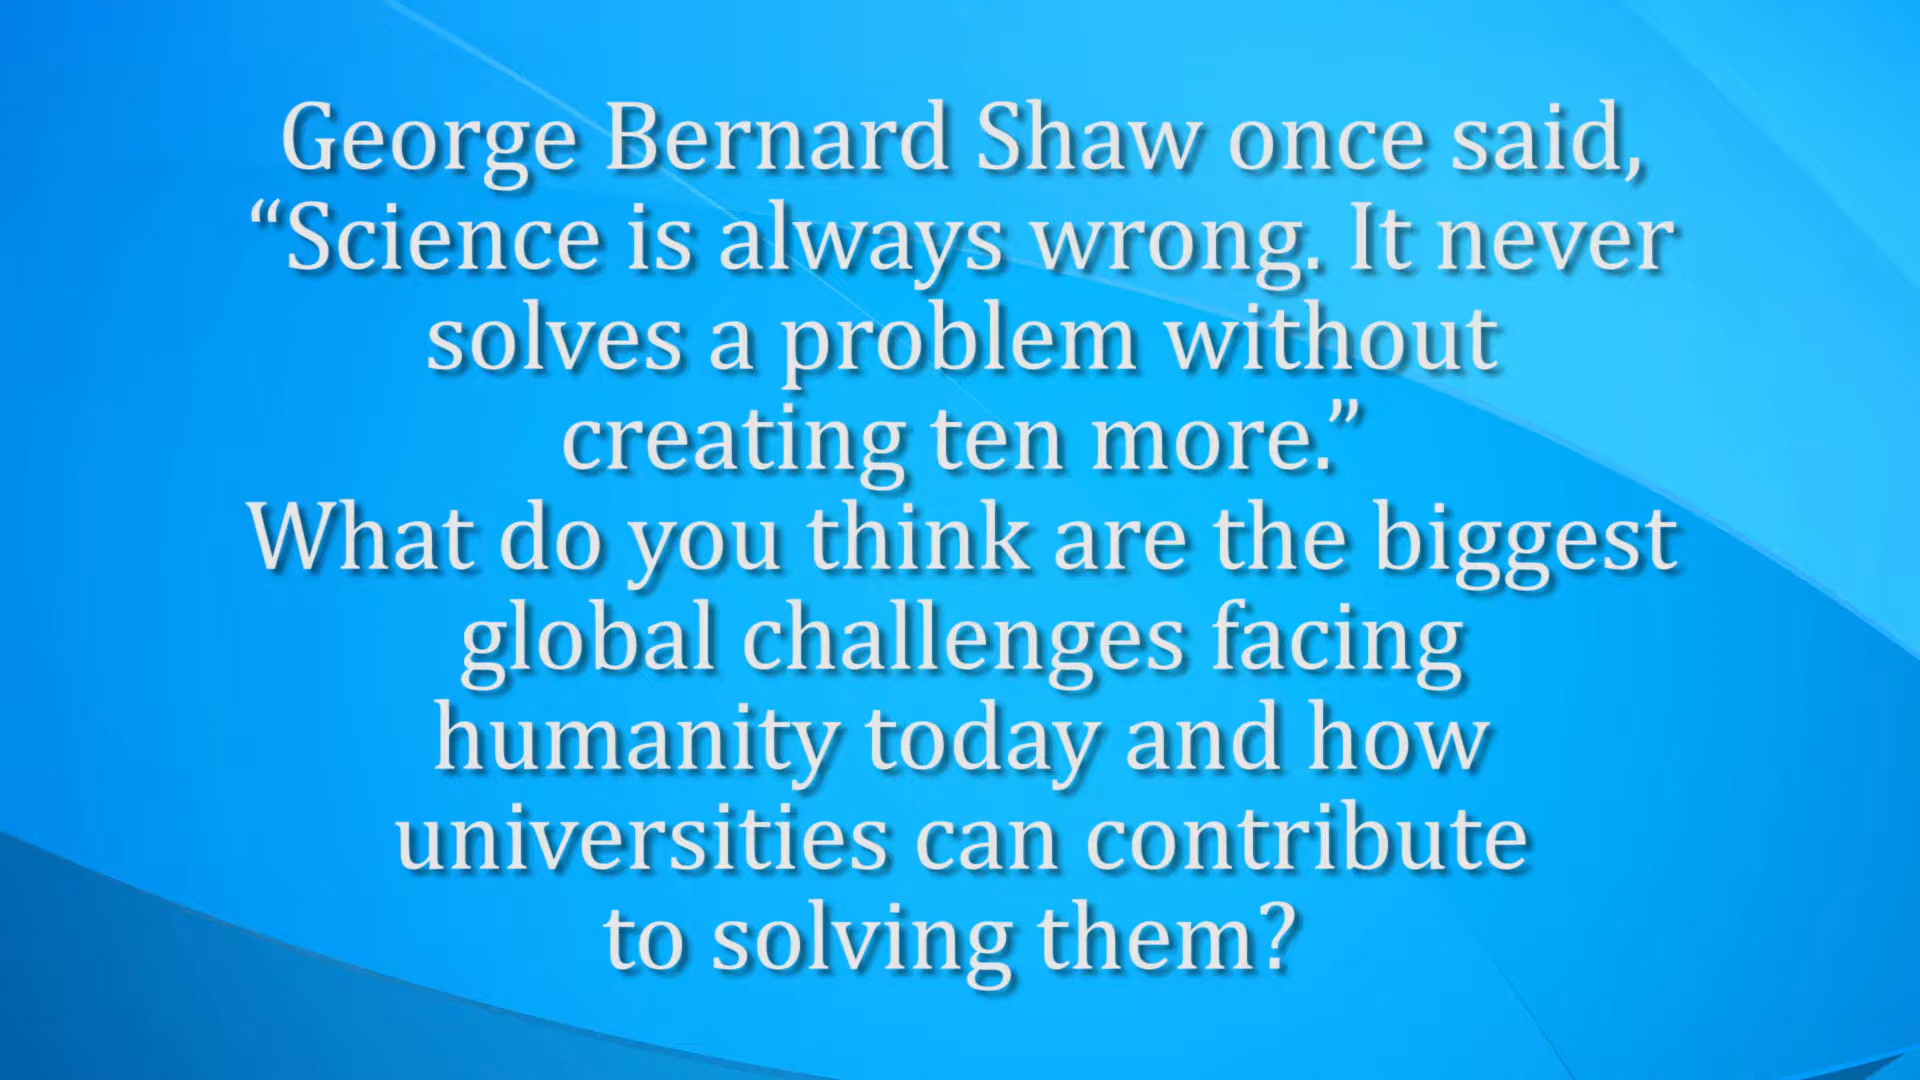 George Bernard Shaw once said,
“Science is always wrong. It never
solves a problem without
creating ten more.”
What do you think are the biggest
global challenges facing
humanity today and how
universities can contribute
to solving them?